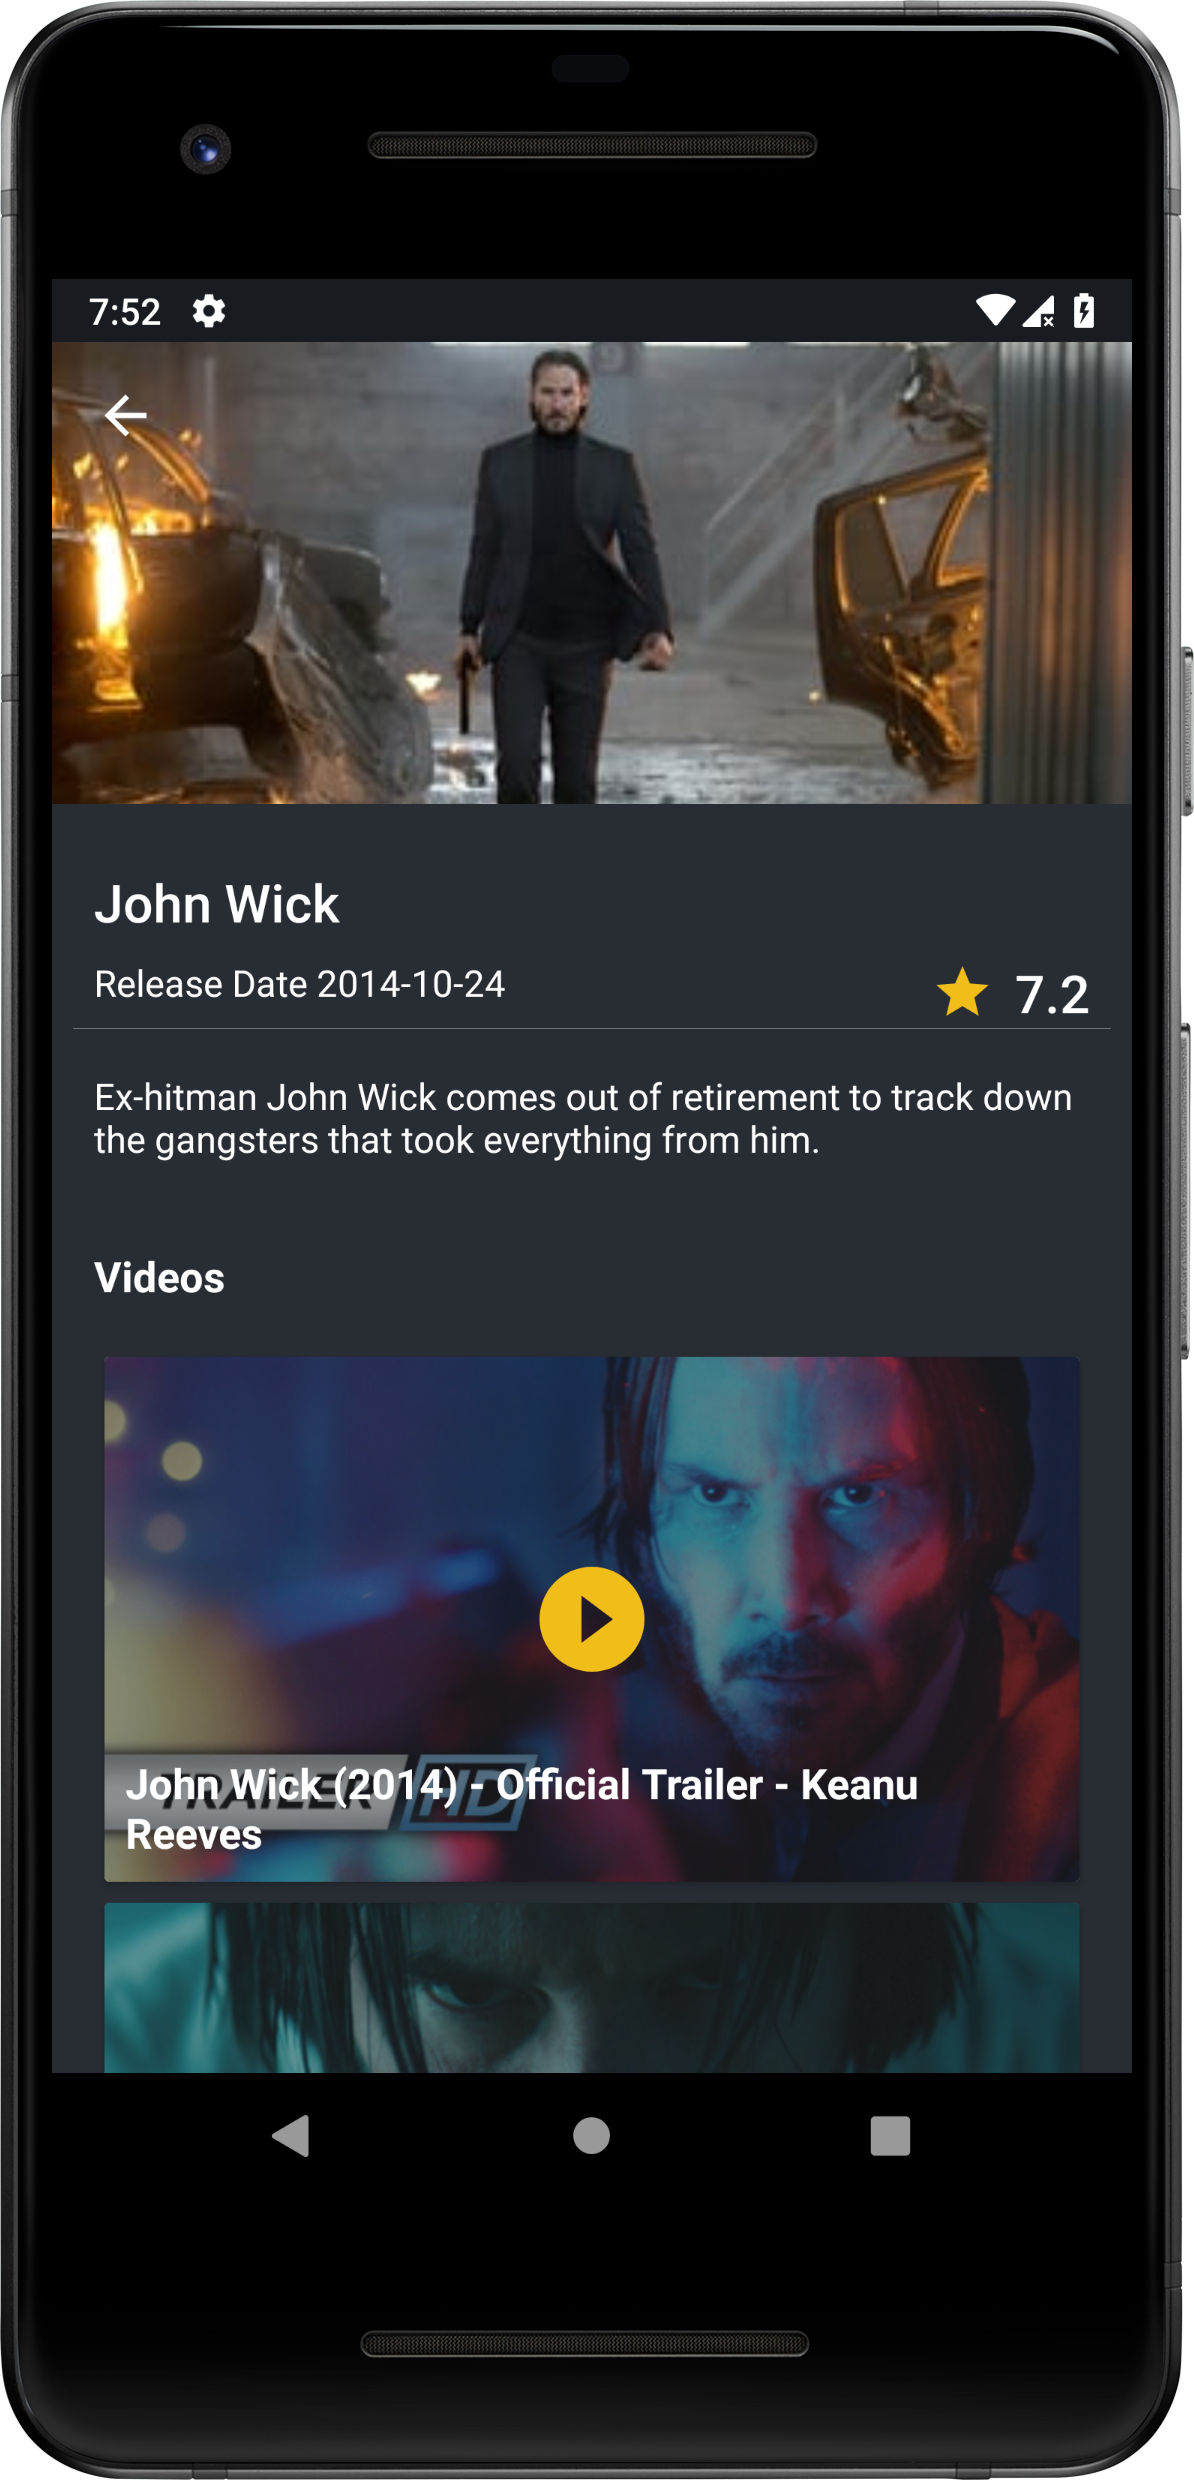 7:52
John Wick
Release Date 2014-10-24
7.2
Ex-hitman John Wick comes out of retirement to track down
the gangsters that took everything from him.
Videos
TRAILER HD
John Wick (2014) - Official Trailer - Keanu
Reeves